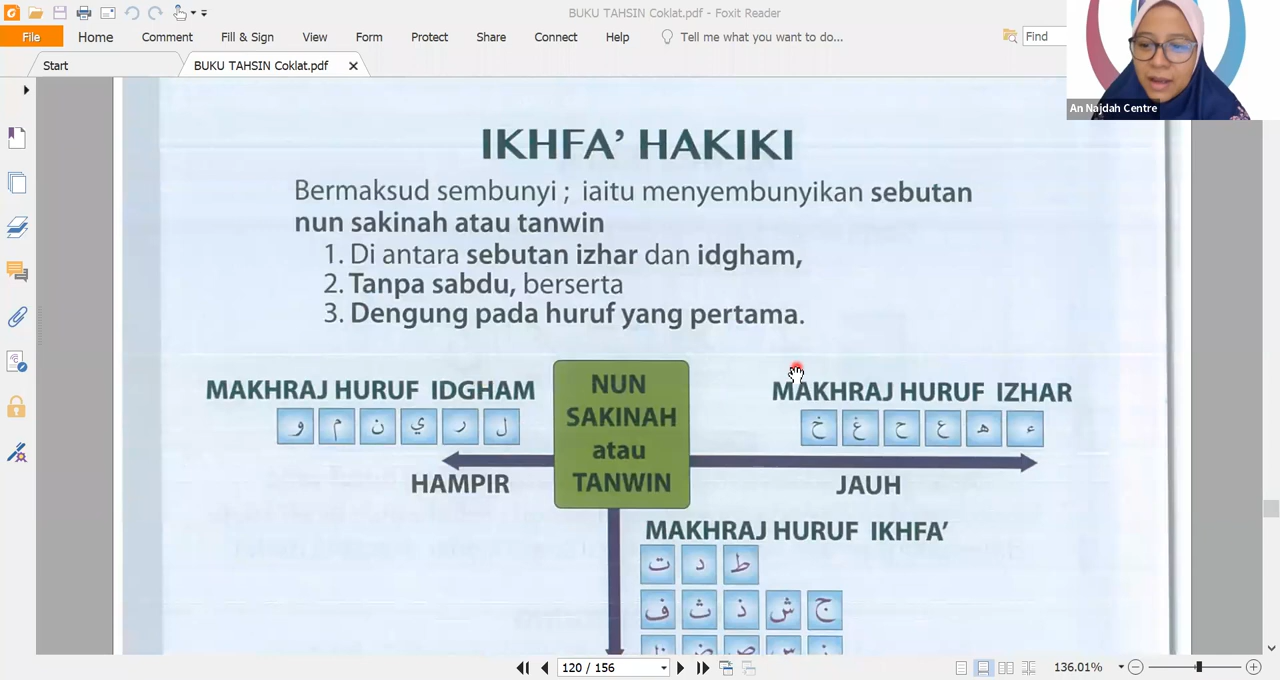 BUKU TAHSIN Coklat.pdf - Foxit Reader
File Home Comment Fill & Sign View Form Protect Share Connect Help Tell me what you want to do... Find
Start BUKU TAHSIN Coklat.pdf
An Najdah Centre
IKHFA’ HAKIKI
Bermaksud sembunyi ; iaitu menyembunyikan sebutan
nun sakinah atau tanwin
1. Di antara sebutan izhar dan idgham,
2. Tanpa sabdu, berserta
3. Dengung pada huruf yang pertama.
MAKHRAJ HURUF IDGHAM
و م ن ي ر ل
HAMPIR
NUN
SAKINAH
atau
TANWIN
MAKHRAJ HURUF IZHAR
خ غ ح ع ه ء
JAUH
MAKHRAJ HURUF IKHFA’
ت د ط
ف ث ذ ش ج
120 / 156
136.01%